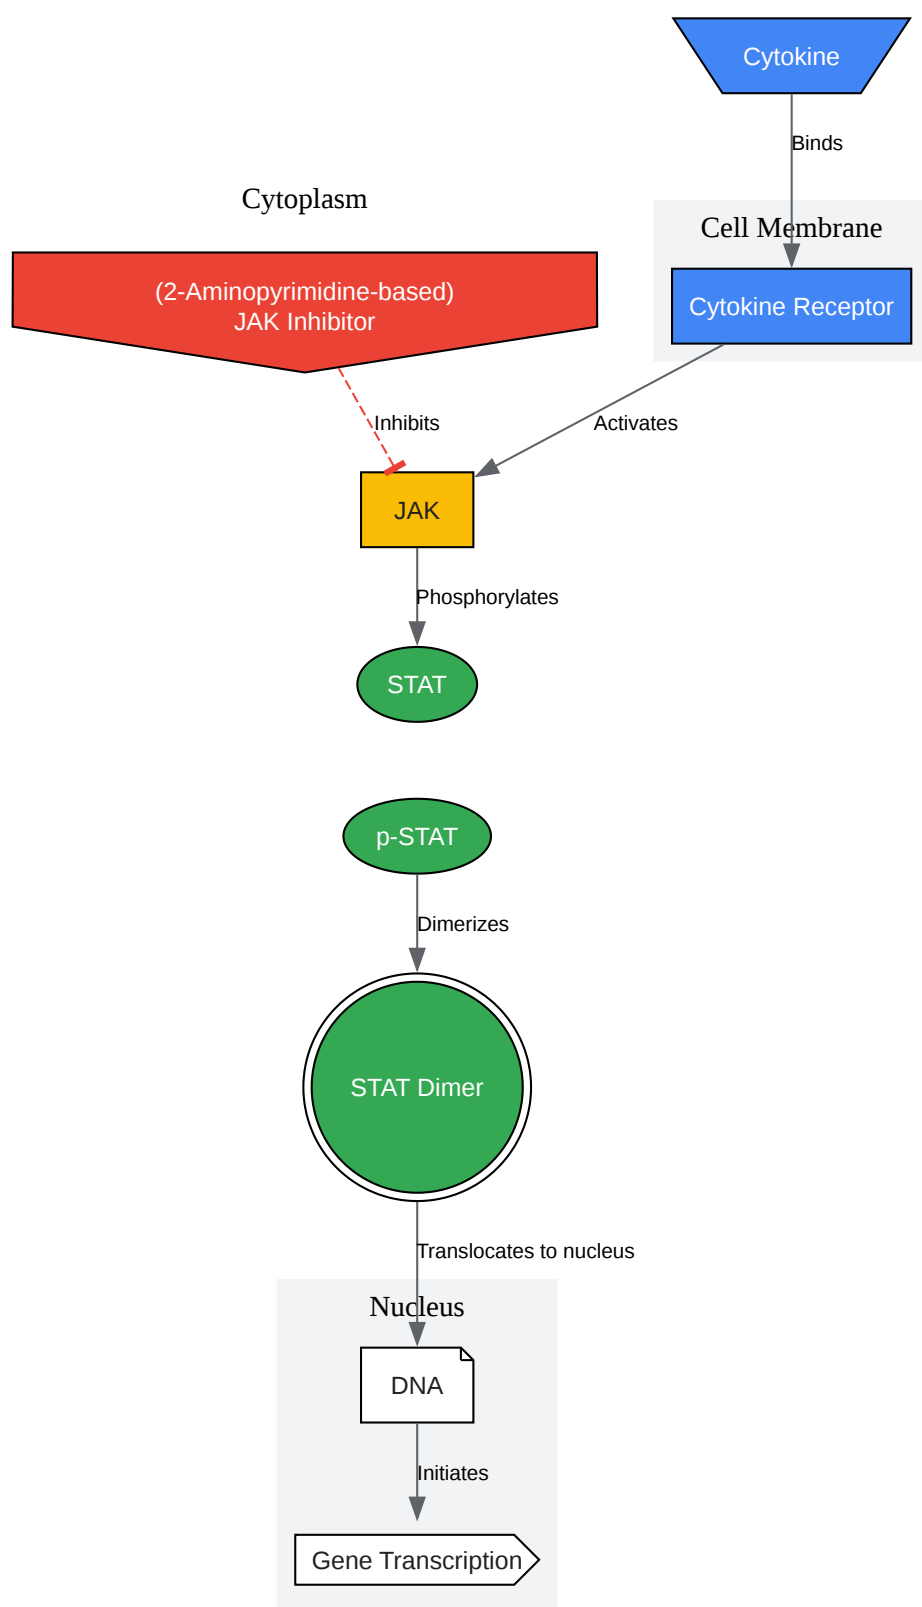 Cytokine
Binds
Cytoplasm
Cell Membrane
(2-Aminopyrimidine-based)
JAK Inhibitor
Cytokine Receptor
Inhibits
Activates
JAK
Phosphorylates
STAT
p-STAT
Dimerizes
STAT Dimer
Translocates to nucleus
Nucleus
DNA
Initiates
Gene Transcription